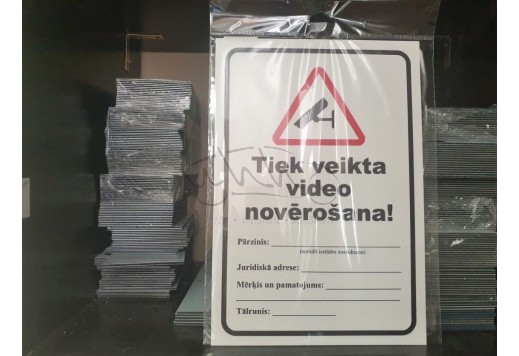 Tiek veikta
video
novērošana!
Pārzinis:
Juridiskā adrese:
Mērķis un pamatojums:
Tālrunis: